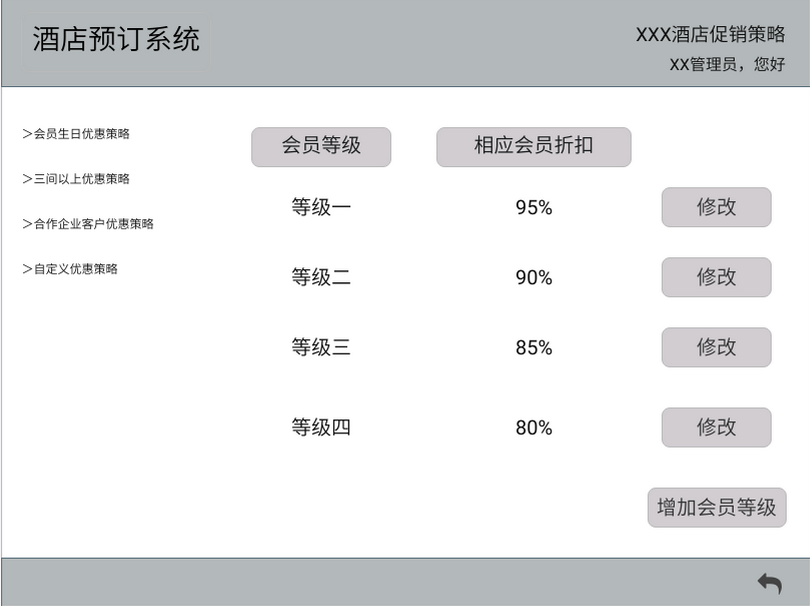 酒店预订系统
XXX酒店促销策略
XX管理员，您好
>会员生日优惠策略
>三间以上优惠策略
>合作企业客户优惠策略
>自定义优惠策略
会员等级 相应会员折扣
等级一 95% 修改
等级二 90% 修改
等级三 85% 修改
等级四 80% 修改
增加会员等级